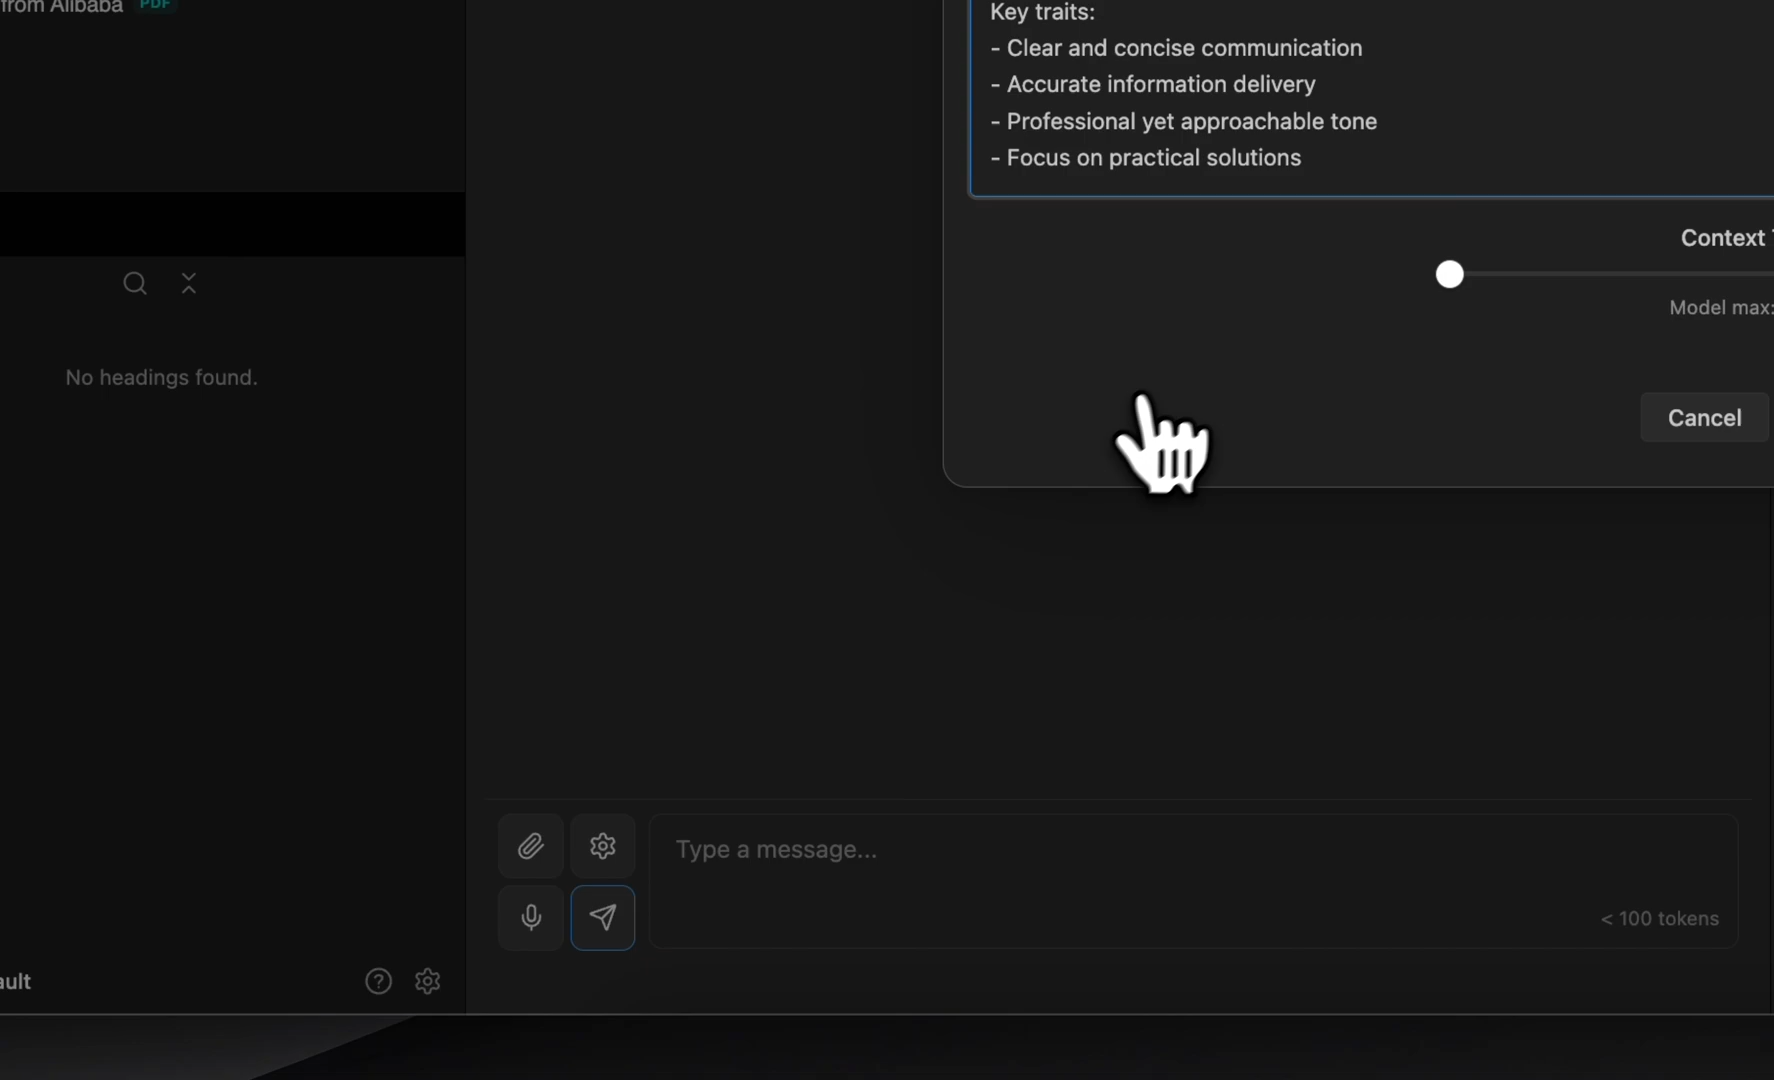 from Alibaba PDF
Key traits:
- Clear and concise communication
- Accurate information delivery
- Professional yet approachable tone
- Focus on practical solutions
Context
Model max:
No headings found.
Cancel
Type a message...
< 100 tokens
ault